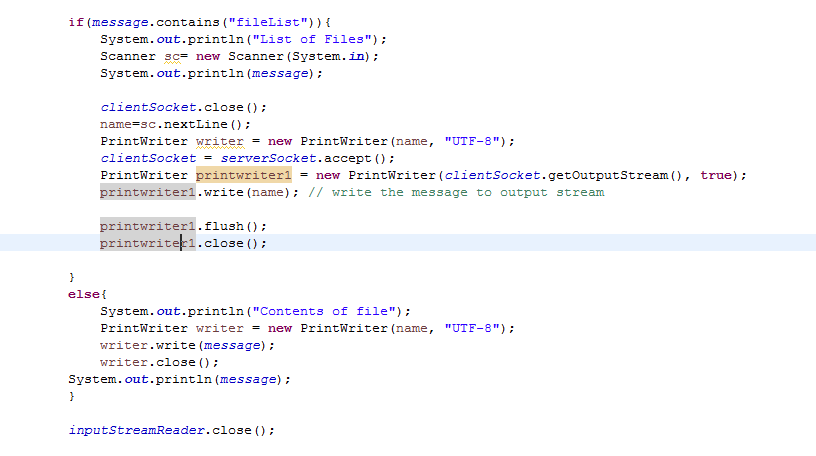 if(message.contains("fileList")){
System.out.println("List of Files");
Scanner sc= new Scanner(System.in);
System.out.println(message);
clientSocket.close();
name=sc.nextLine();
PrintWriter writer = new PrintWriter(name, "UTF-8");
clientSocket = serverSocket.accept();
PrintWriter printwriter1 = new PrintWriter(clientSocket.getOutputStream(), true);
printwriter1.write(name); // write the message to output stream
printwriter1.flush();
printwriter1.close();
}
else{
System.out.println("Contents of file");
PrintWriter writer = new PrintWriter(name, "UTF-8");
writer.write(message);
writer.close();
System.out.println(message);
}
inputStreamReader.close();